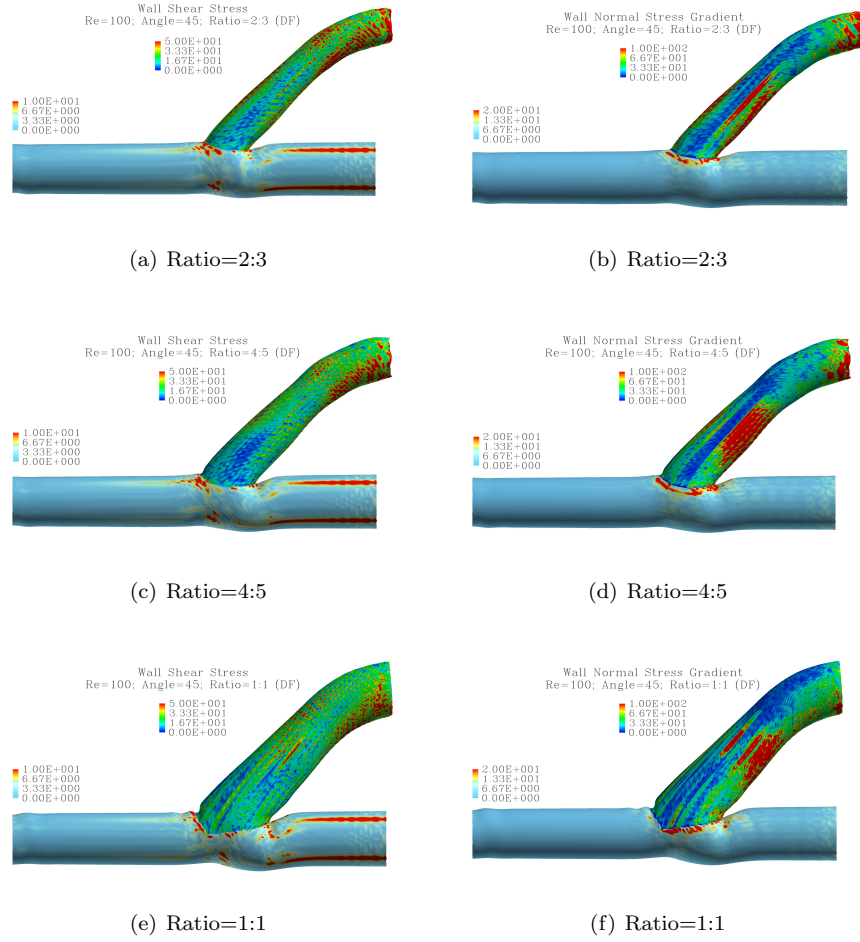 Wall Shear Stress
Re=100; Angle=45; Ratio=2:3 (DF)
5.00E+001
3.33E+001
1.67E+001
0.00E+000
1.00E+001
6.67E+000
3.33E+000
0.00E+000
(a) Ratio=2:3
Wall Normal Stress Gradient
Re=100; Angle=45; Ratio=2:3 (DF)
1.00E+002
6.67E+001
3.33E+001
0.00E+000
2.00E+001
1.33E+001
6.67E+000
0.00E+000
(b) Ratio=2:3
Wall Shear Stress
Re=100; Angle=45; Ratio=4:5 (DF)
5.00E+001
3.33E+001
1.67E+001
0.00E+000
1.00E+001
6.67E+000
3.33E+000
0.00E+000
(c) Ratio=4:5
Wall Normal Stress Gradient
Re=100; Angle=45; Ratio=4:5 (DF)
1.00E+002
6.67E+001
3.33E+001
0.00E+000
2.00E+001
1.33E+001
6.67E+000
0.00E+000
(d) Ratio=4:5
Wall Shear Stress
Re=100; Angle=45; Ratio=1:1 (DF)
5.00E+001
3.33E+001
1.67E+001
0.00E+000
1.00E+001
6.67E+000
3.33E+000
0.00E+000
(e) Ratio=1:1
Wall Normal Stress Gradient
Re=100; Angle=45; Ratio=1:1 (DF)
1.00E+002
6.67E+001
3.33E+001
0.00E+000
2.00E+001
1.33E+001
6.67E+000
0.00E+000
(f) Ratio=1:1